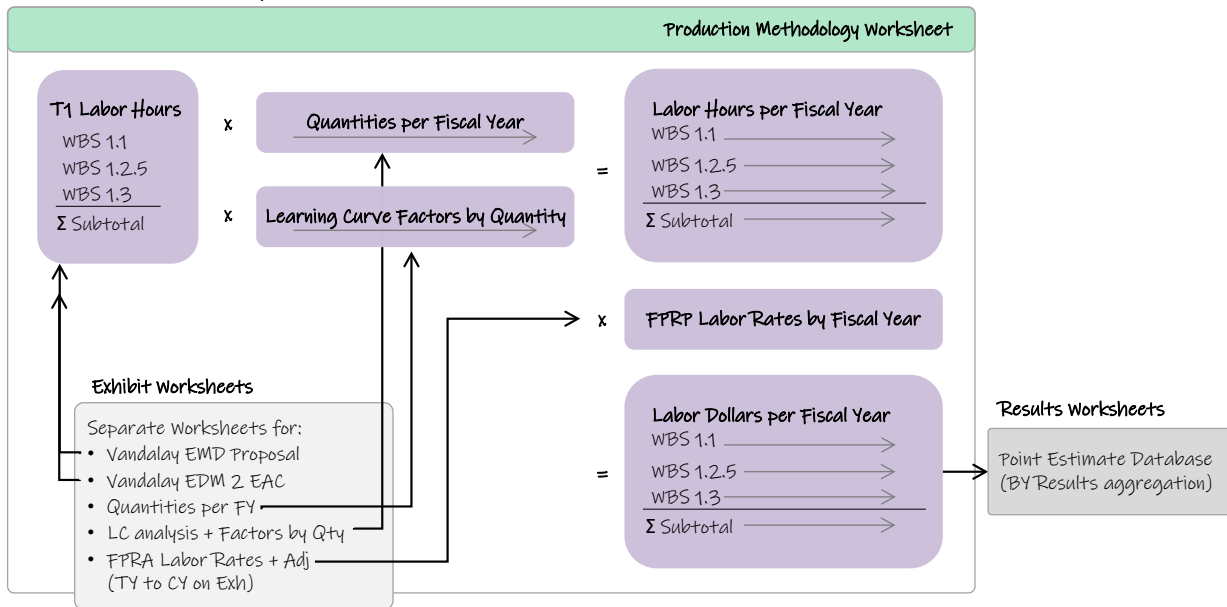 Production Methodology Worksheet
T1 Labor Hours
WBS 1.1
WBS 1.2.5
WBS 1.3
Σ Subtotal
x
Quantities per Fiscal Year
x
Learning Curve Factors by Quantity
=
Labor Hours per Fiscal Year
WBS 1.1
WBS 1.2.5
WBS 1.3
Σ Subtotal
x
FPRP Labor Rates by Fiscal Year
Exhibit Worksheets
Separate Worksheets for:
• Vandalay EMD Proposal
• Vandalay EDM 2 EAC
• Quantities per FY
• LC analysis + Factors by Qty
• FPRA Labor Rates + Adj
(TY to CY on Exh)
=
Labor Dollars per Fiscal Year
WBS 1.1
WBS 1.2.5
WBS 1.3
Σ Subtotal
Results Worksheets
Point Estimate Database
(BY Results aggregation)